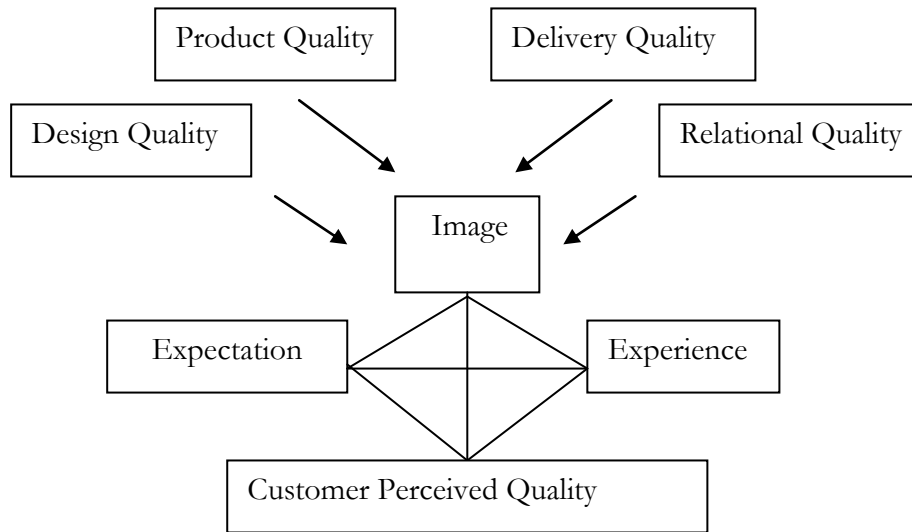 Product Quality
Delivery Quality
Design Quality
Relational Quality
Image
Expectation
Experience
Customer Perceived Quality